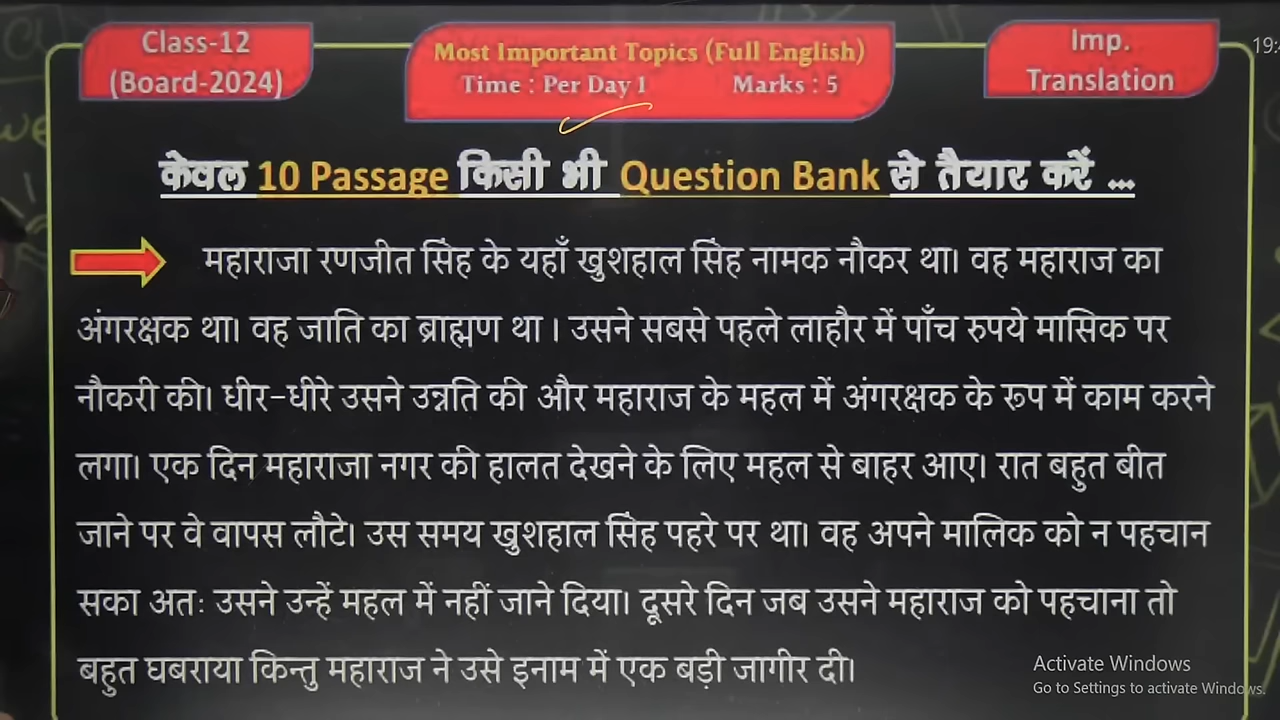 Class-12
(Board-2024)
Most Important Topics (Full English)
Time : Per Day 1 Marks : 5
Imp.
Translation
केवल 10 Passage किसी भी Question Bank से तैयार करें ...
महाराजा रणजीत सिंह के यहाँ खुशहाल सिंह नामक नौकर था। वह महाराज का
अंगरक्षक था। वह जाति का ब्राह्मण था । उसने सबसे पहले लाहौर में पाँच रुपये मासिक पर
नौकरी की। धीर-धीरे उसने उन्नति की और महाराज के महल में अंगरक्षक के रूप में काम करने
लगा। एक दिन महाराजा नगर की हालत देखने के लिए महल से बाहर आए। रात बहुत बीत
जाने पर वे वापस लौटे। उस समय खुशहाल सिंह पहरे पर था। वह अपने मालिक को न पहचान
सका अतः उसने उन्हें महल में नहीं जाने दिया। दूसरे दिन जब उसने महाराज को पहचाना तो
बहुत घबराया किन्तु महाराज ने उसे इनाम में एक बड़ी जागीर दी।
Activate Windows
Go to Settings to activate Windows.